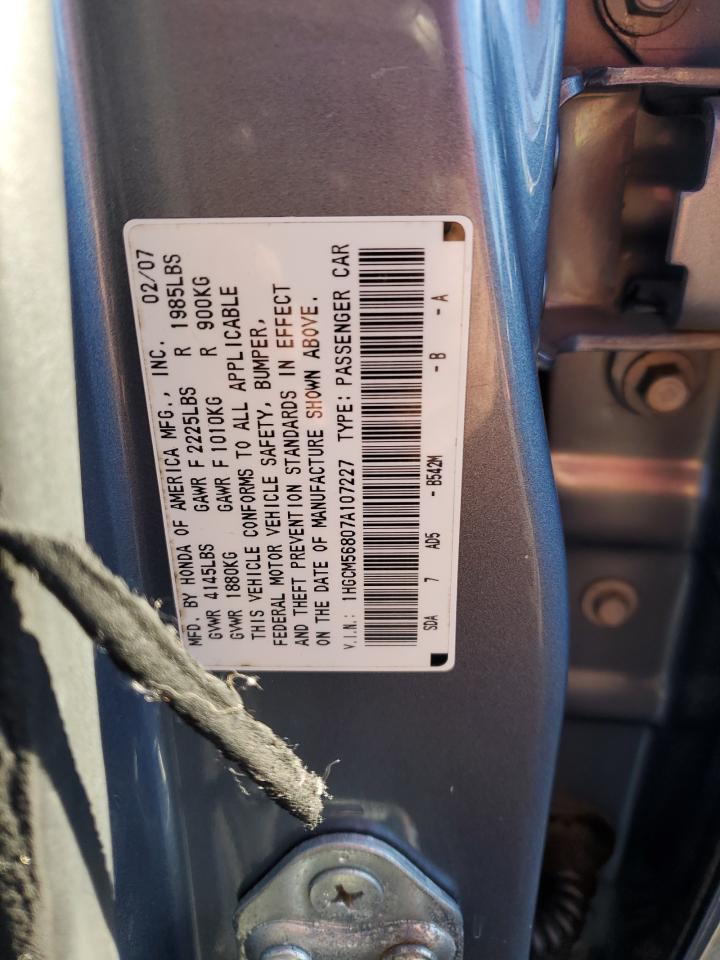 MFD. BY HONDA OF AMERICA MFG., INC. 02/07
GVWR 4145LBS GAWR F 2225LBS R 1985LBS
GVWR 1880KG GAWR F 1010KG R 900KG
THIS VEHICLE CONFORMS TO ALL APPLICABLE
FEDERAL MOTOR VEHICLE SAFETY, BUMPER,
AND THEFT PREVENTION STANDARDS IN EFFECT
ON THE DATE OF MANUFACTURE SHOWN ABOVE.
V.I.N.: 1HGCM56807A107227 TYPE: PASSENGER CAR
SDA 7 AD5 - B542M - B - A